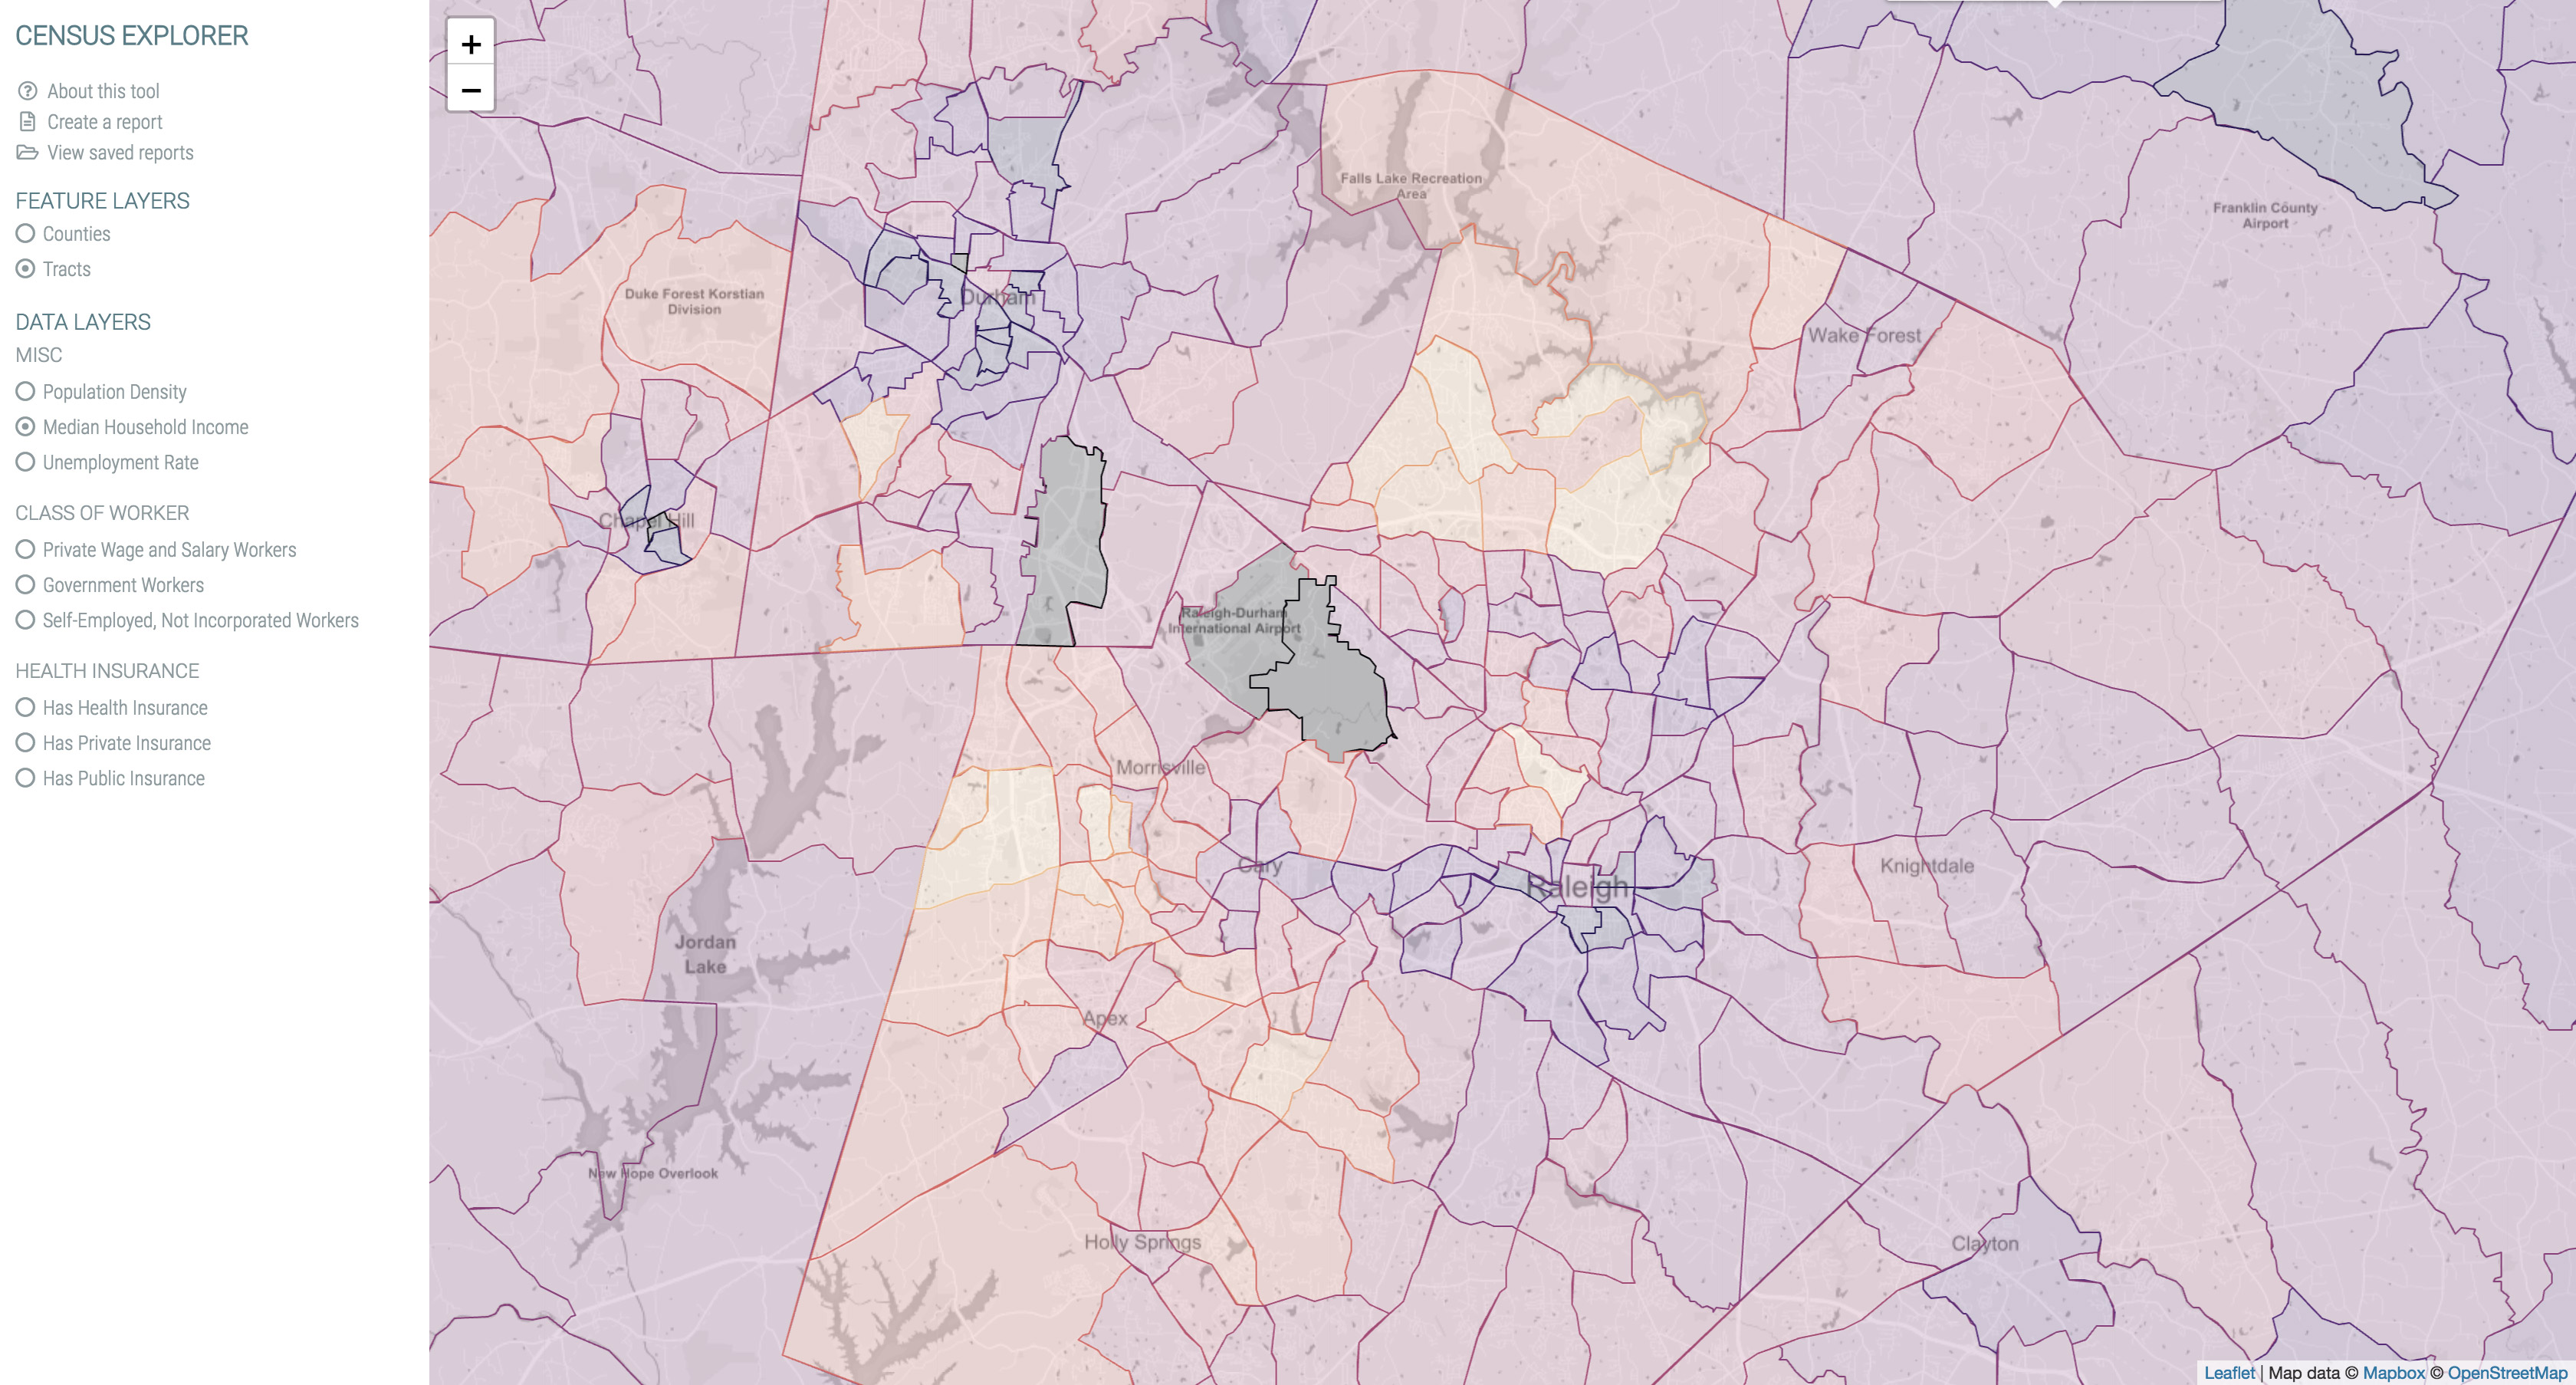 CENSUS EXPLORER
About this tool
Create a report
View saved reports
FEATURE LAYERS
Counties
Tracts
DATA LAYERS
MISC
Population Density
Median Household Income
Unemployment Rate
CLASS OF WORKER
Private Wage and Salary Workers
Government Workers
Self-Employed, Not Incorporated Workers
HEALTH INSURANCE
Has Health Insurance
Has Private Insurance
Has Public Insurance
+
−
Falls Lake Recreation
Area
Franklin County
Airport
Duke Forest Korstian
Division
Durham
Wake Forest
Chapel Hill
Raleigh-Durham
International Airport
Morrisville
Cary
Raleigh
Knightdale
Jordan
Lake
Apex
New Hope Overlook
Holly Springs
Clayton
Leaflet | Map data © Mapbox © OpenStreetMap